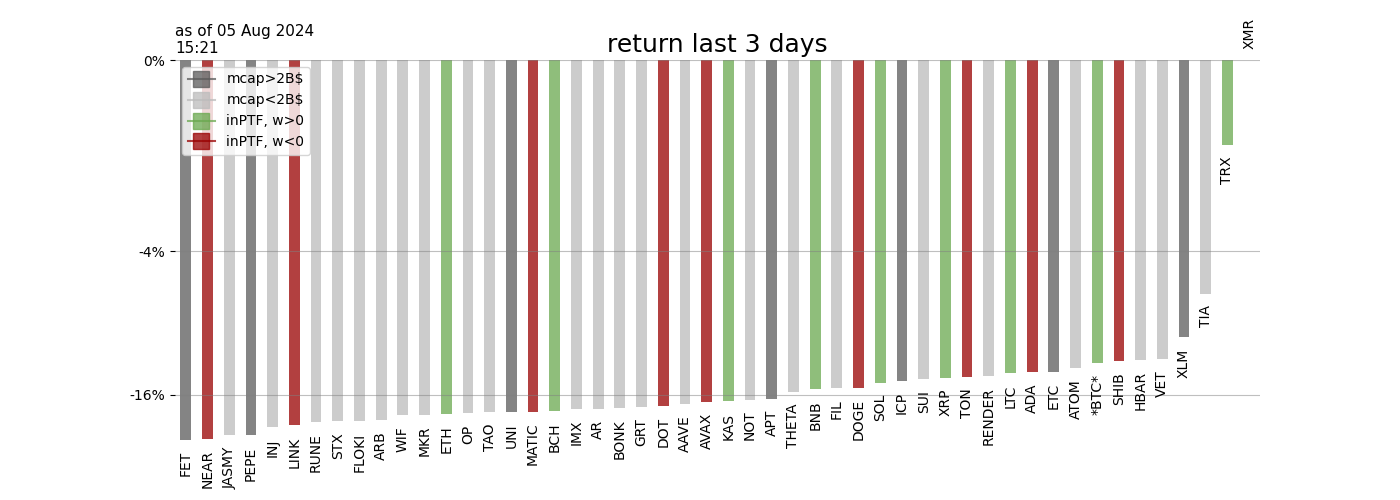 as of 05 Aug 2024
15:21
return last 3 days
XMR
0%
mcap>2B$
mcap<2B$
inPTF, w>0
inPTF, w<0
-4%
-16%
TRX
TIA
FET
NEAR
JASMY
PEPE
INJ
LINK
RUNE
STX
FLOKI
ARB
WIF
MKR
ETH
OP
TAO
UNI
MATIC
BCH
IMX
AR
BONK
GRT
DOT
AAVE
AVAX
KAS
NOT
APT
THETA
BNB
FIL
DOGE
SOL
ICP
SUI
XRP
TON
RENDER
LTC
ADA
ETC
ATOM
*BTC*
SHIB
HBAR
VET
XLM